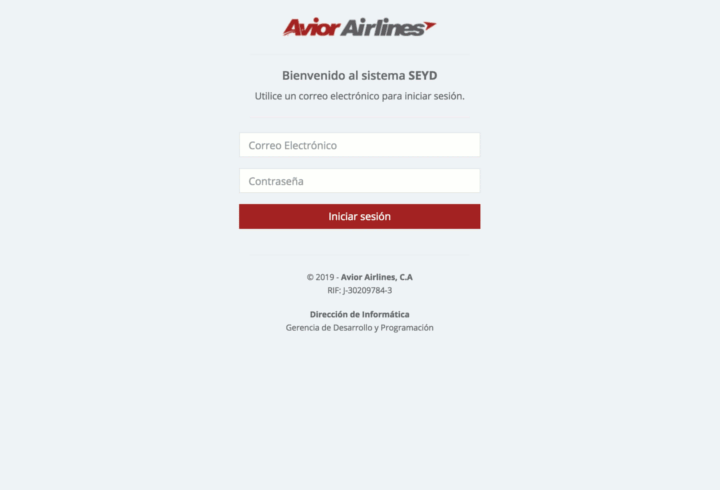 Avior Airlines
Bienvenido al sistema SEYD
Utilice un correo electrónico para iniciar sesión.
Correo Electrónico
Contraseña
Iniciar sesión
© 2019 - Avior Airlines, C.A
RIF: J-30209784-3
Dirección de Informática
Gerencia de Desarrollo y Programación